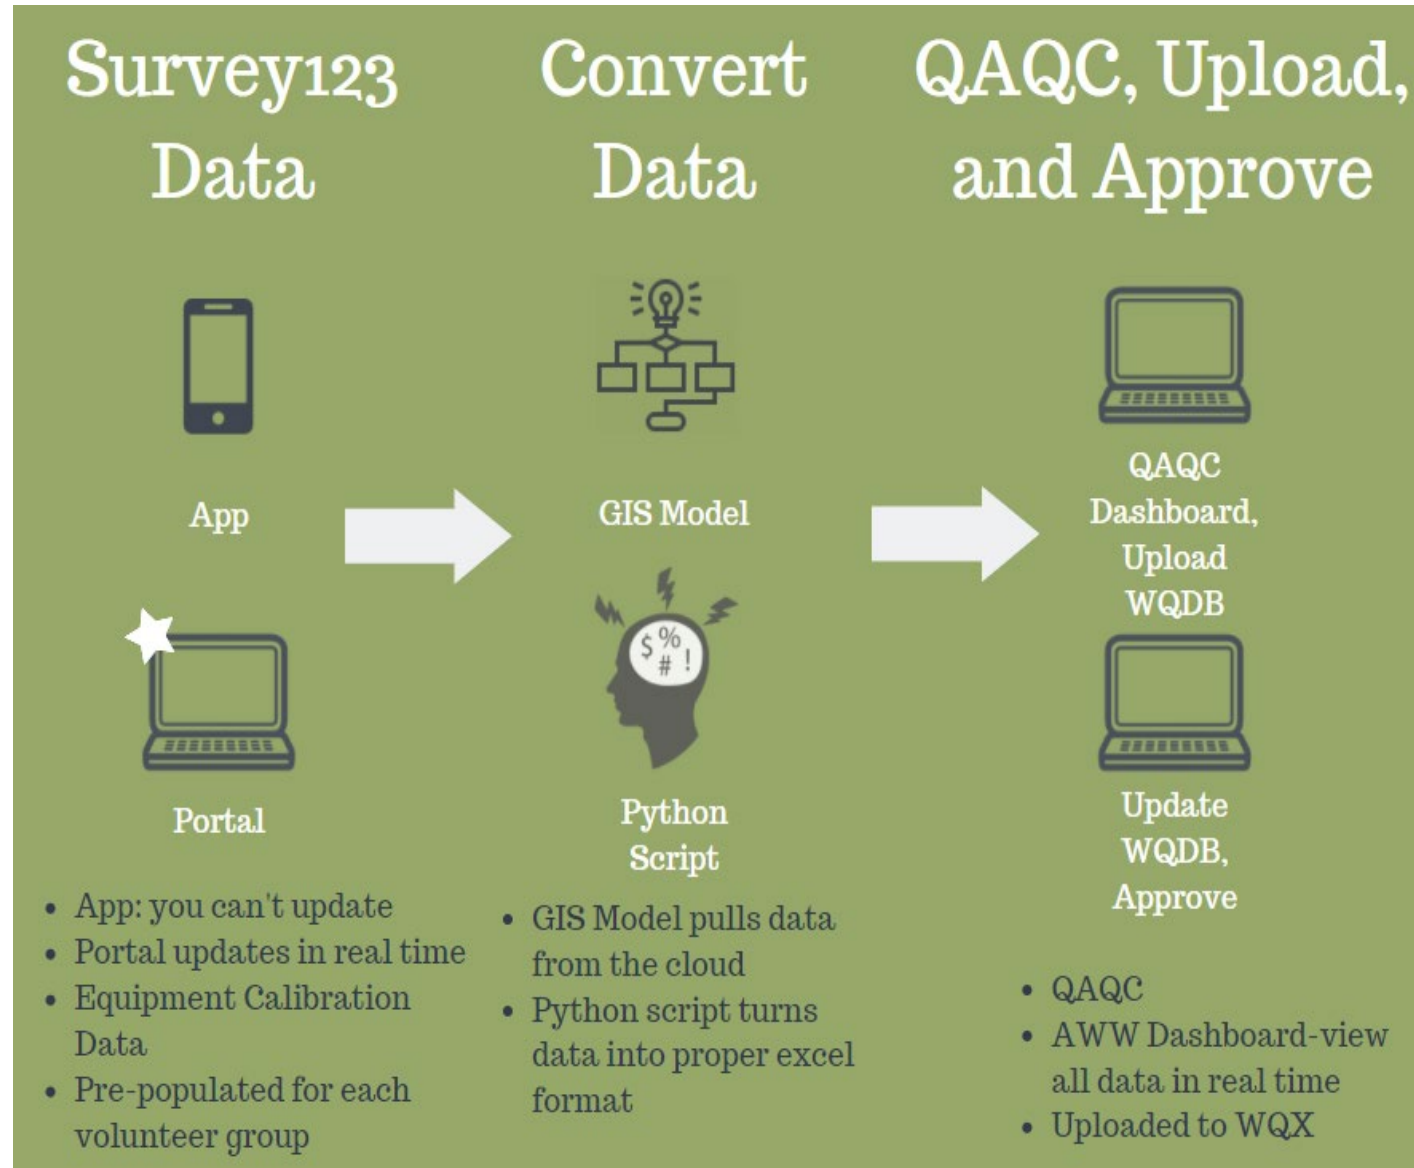 Survey123
Data
App
Portal
• App: you can't update
• Portal updates in real time
• Equipment Calibration
Data
• Pre-populated for each
volunteer group
Convert
Data
GIS Model
$ %
# !
Python
Script
• GIS Model pulls data
from the cloud
• Python script turns
data into proper excel
format
QAQC, Upload,
and Approve
QAQC
Dashboard,
Upload
WQDB
Update
WQDB,
Approve
• QAQC
• AWW Dashboard-view
all data in real time
• Uploaded to WQX